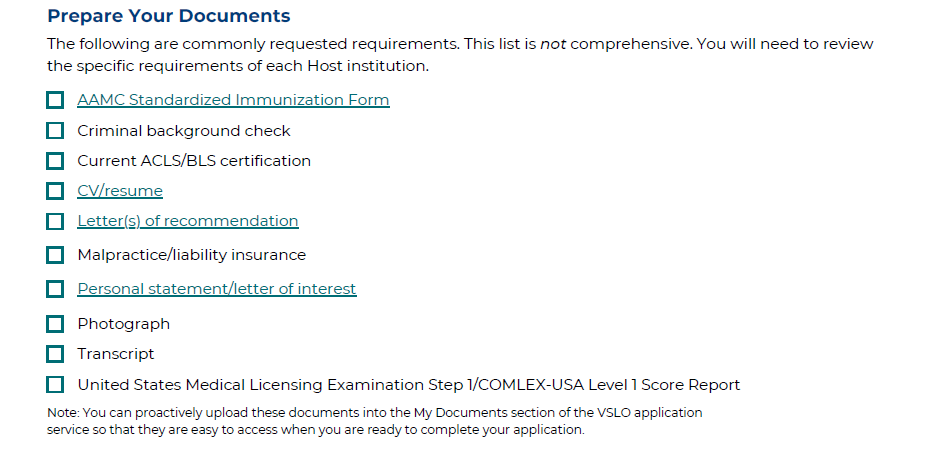 Prepare Your Documents
The following are commonly requested requirements. This list is not comprehensive. You will need to review
the specific requirements of each Host institution.
AAMC Standardized Immunization Form
Criminal background check
Current ACLS/BLS certification
CV/resume
Letter(s) of recommendation
Malpractice/liability insurance
Personal statement/letter of interest
Photograph
Transcript
United States Medical Licensing Examination Step 1/COMLEX-USA Level 1 Score Report
Note: You can proactively upload these documents into the My Documents section of the VSLO application
service so that they are easy to access when you are ready to complete your application.